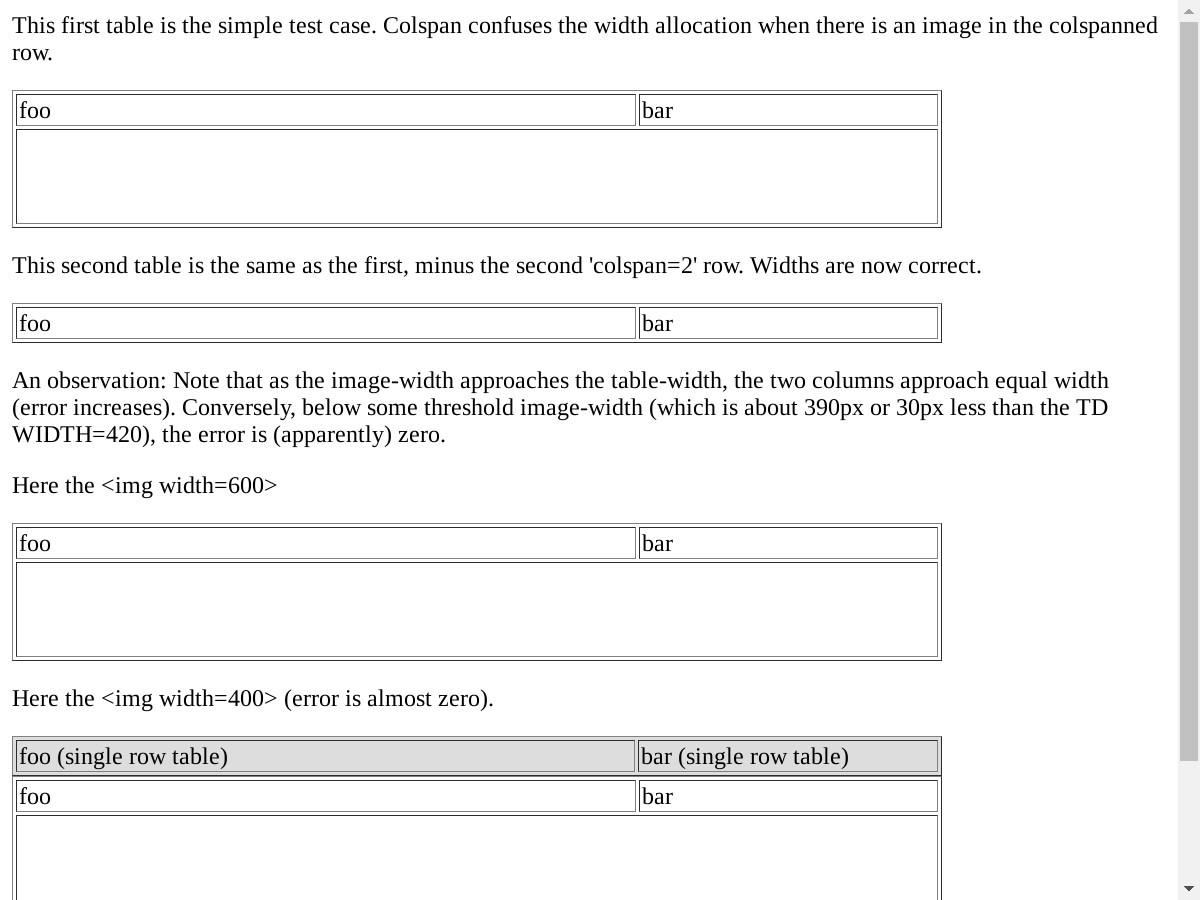 This first table is the simple test case. Colspan confuses the width allocation when there is an image in the colspanned
row.
foo bar
This second table is the same as the first, minus the second 'colspan=2' row. Widths are now correct.
foo bar
An observation: Note that as the image-width approaches the table-width, the two columns approach equal width
(error increases). Conversely, below some threshold image-width (which is about 390px or 30px less than the TD
WIDTH=420), the error is (apparently) zero.
Here the <img width=600>
foo bar
Here the <img width=400> (error is almost zero).
foo (single row table) bar (single row table)
foo bar